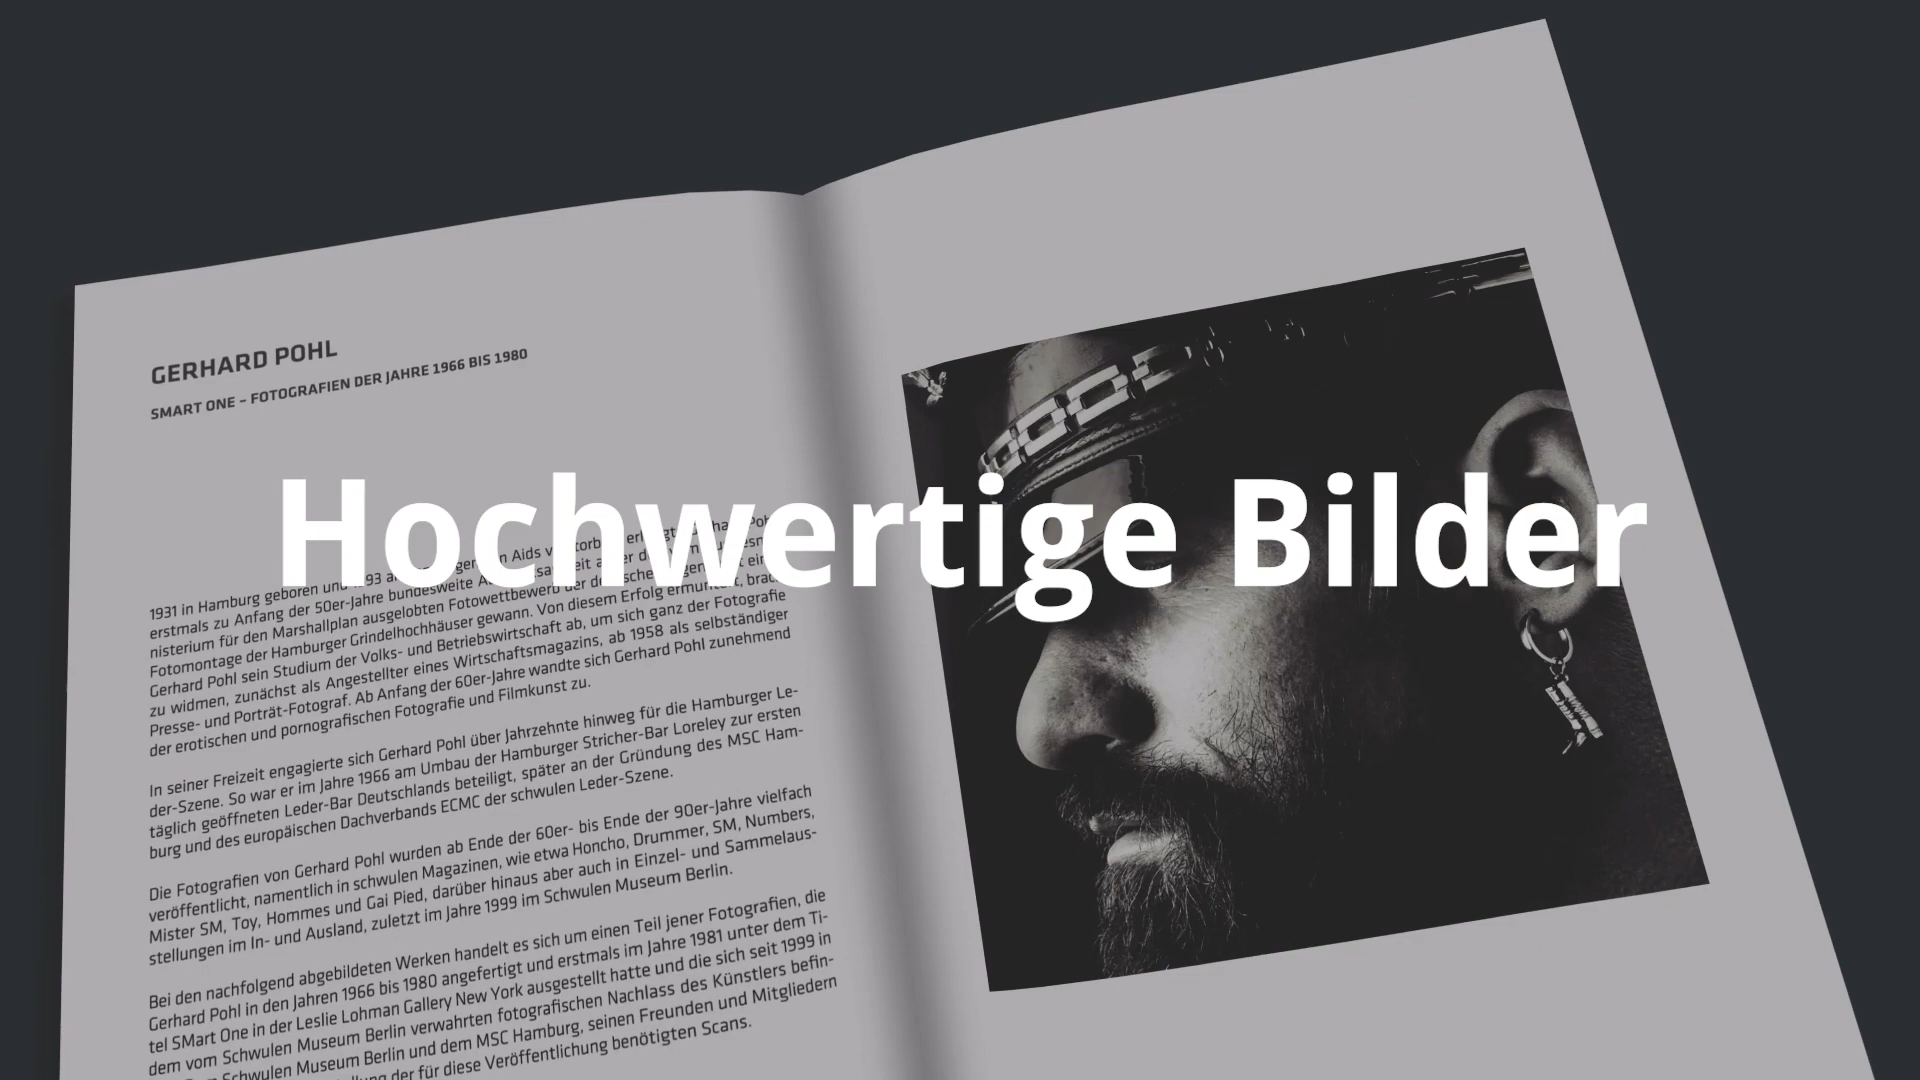 GERHARD POHL
SMART ONE – FOTOGRAFIEN DER JAHRE 1966 BIS 1980
Hochwertige Bilder
1931 in Hamburg geboren und
erstmals zu Anfang der 50er-Jahre bundesweite
nisterium für den Marshallplan ausgelobten Fotowettbewerb der
Fotomontage der Hamburger Grindelhochhäuser gewann. Von diesem Erfolg ermuntert, brach
Gerhard Pohl sein Studium der Volks- und Betriebswirtschaft ab, um sich ganz der Fotografie
zu widmen, zunächst als Angestellter eines Wirtschaftsmagazins, ab 1958 als selbständiger
Presse- und Porträt-Fotograf. Ab Anfang der 60er-Jahre wandte sich Gerhard Pohl zunehmend
der erotischen und pornografischen Fotografie und Filmkunst zu.
In seiner Freizeit engagierte sich Gerhard Pohl über Jahrzehnte hinweg für die Hamburger Le-
der-Szene. So war er im Jahre 1966 am Umbau der Hamburger Stricher-Bar Loreley zur ersten
täglich geöffneten Leder-Bar Deutschlands beteiligt, später an der Gründung des MSC Ham-
burg und des europäischen Dachverbands ECMC der schwulen Leder-Szene.
Die Fotografien von Gerhard Pohl wurden ab Ende der 60er- bis Ende der 90er-Jahre vielfach
veröffentlicht, namentlich in schwulen Magazinen, wie etwa Honcho, Drummer, SM, Numbers,
Mister SM, Toy, Hommes und Gai Pied, darüber hinaus aber auch in Einzel- und Sammelaus-
stellungen im In- und Ausland, zuletzt im Jahre 1999 im Schwulen Museum Berlin.
Bei den nachfolgend abgebildeten Werken handelt es sich um einen Teil jener Fotografien, die
Gerhard Pohl in den Jahren 1966 bis 1980 angefertigt und erstmals im Jahre 1981 unter dem Ti-
tel SMart One in der Leslie Lohman Gallery New York ausgestellt hatte und die sich seit 1999 in
dem vom Schwulen Museum Berlin verwahrten fotografischen Nachlass des Künstlers befin-
Schwulen Museum Berlin und dem MSC Hamburg, seinen Freunden und Mitgliedern
der für diese Veröffentlichung benötigten Scans.